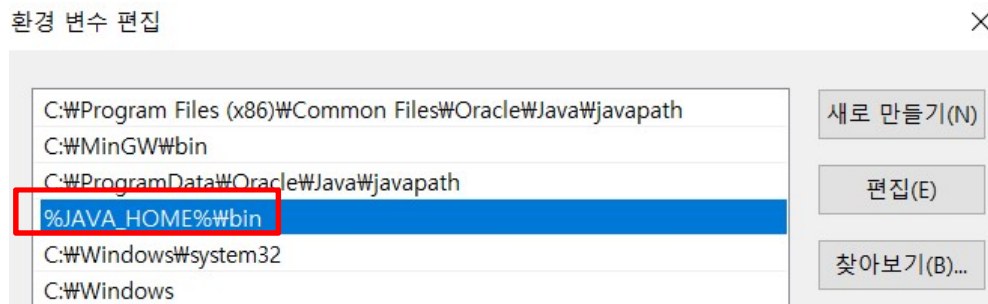 환경 변수 편집
C:₩Program Files (x86)₩Common Files₩Oracle₩Java₩javapath
새로 만들기(N)
C:₩MinGW₩bin
C:₩ProgramData₩Oracle₩Java₩javapath
편집(E)
%JAVA_HOME%₩bin
C:₩Windows₩system32
찾아보기(B)...
C:₩Windows